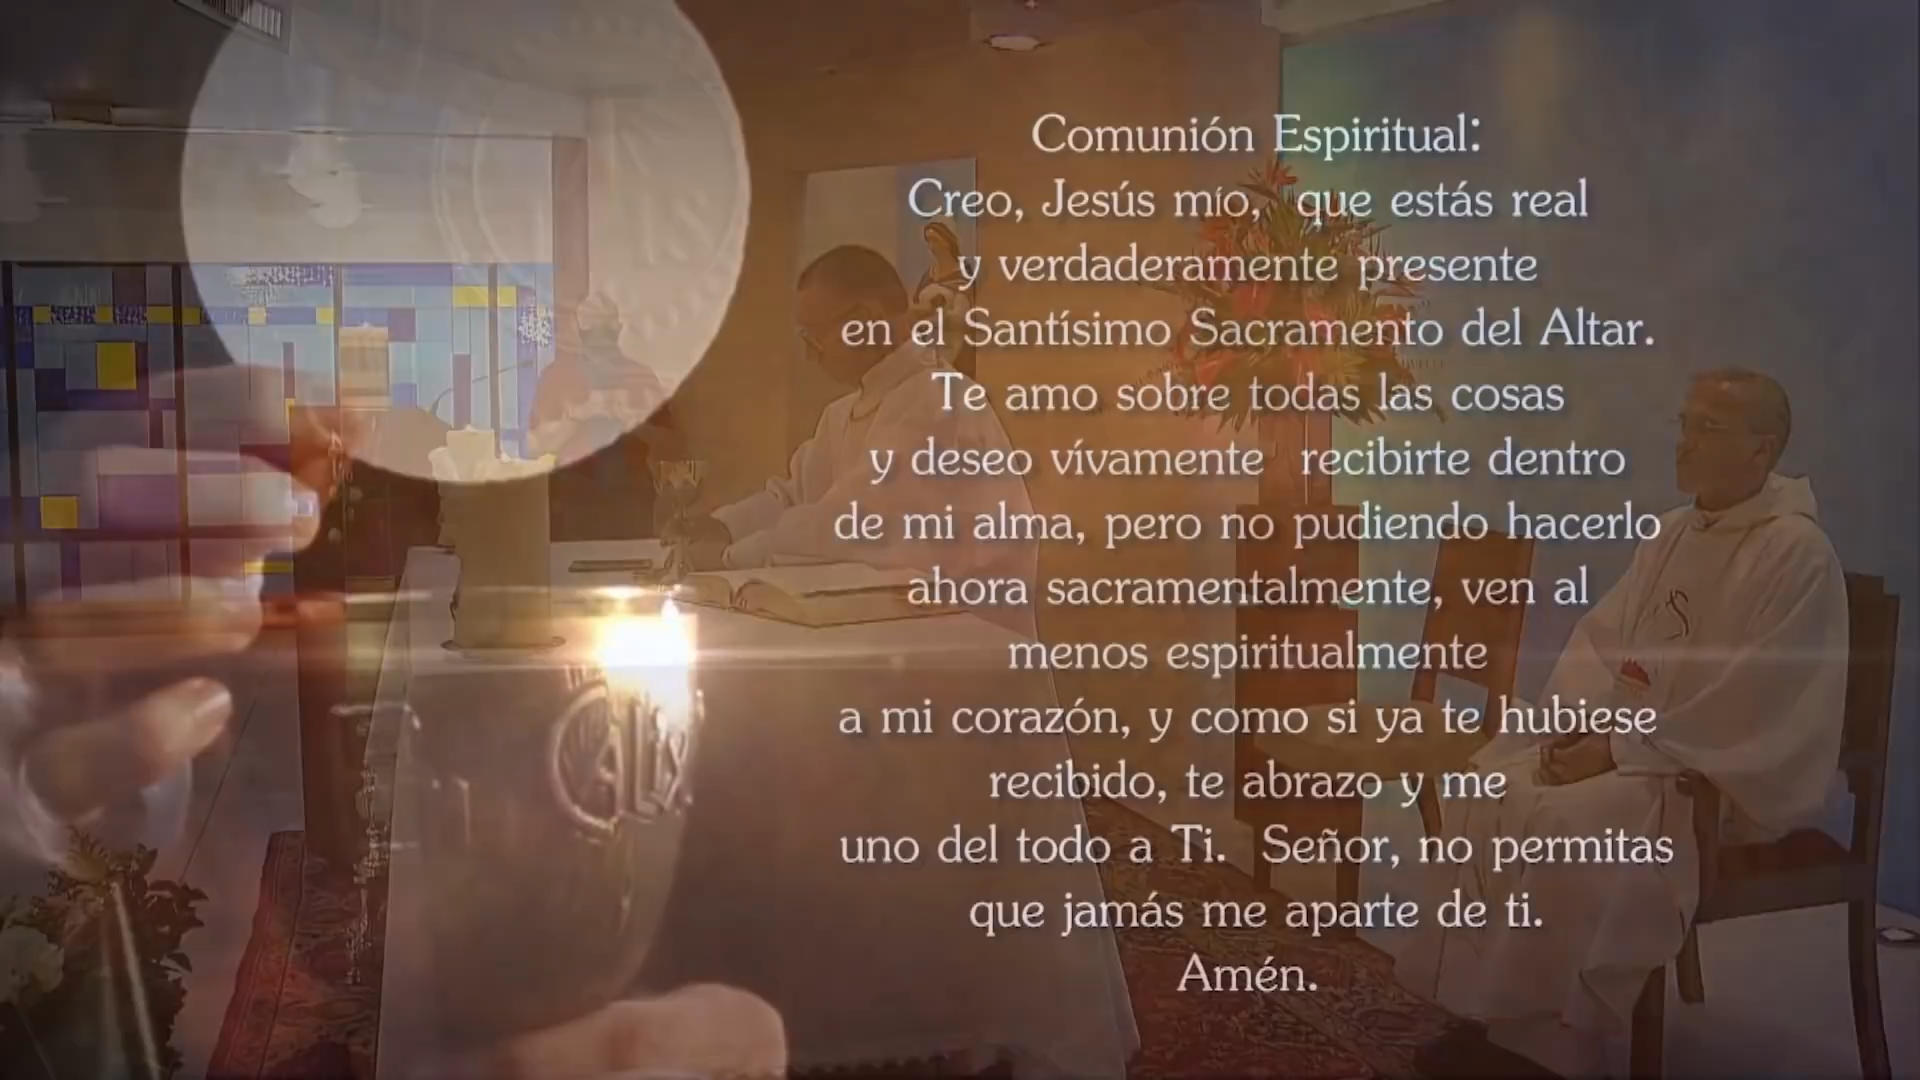 Comunión Espiritual:
Creo, Jesús mío, que estás real
y verdaderamente presente
en el Santísimo Sacramento del Altar.
Te amo sobre todas las cosas
y deseo vívamente recibirte dentro
de mi alma, pero no pudiendo hacerlo
ahora sacramentalmente, ven al
menos espiritualmente
a mi corazón, y como si ya te hubiese
recibido, te abrazo y me
uno del todo a Ti. Señor, no permitas
que jamás me aparte de ti.
Amén.